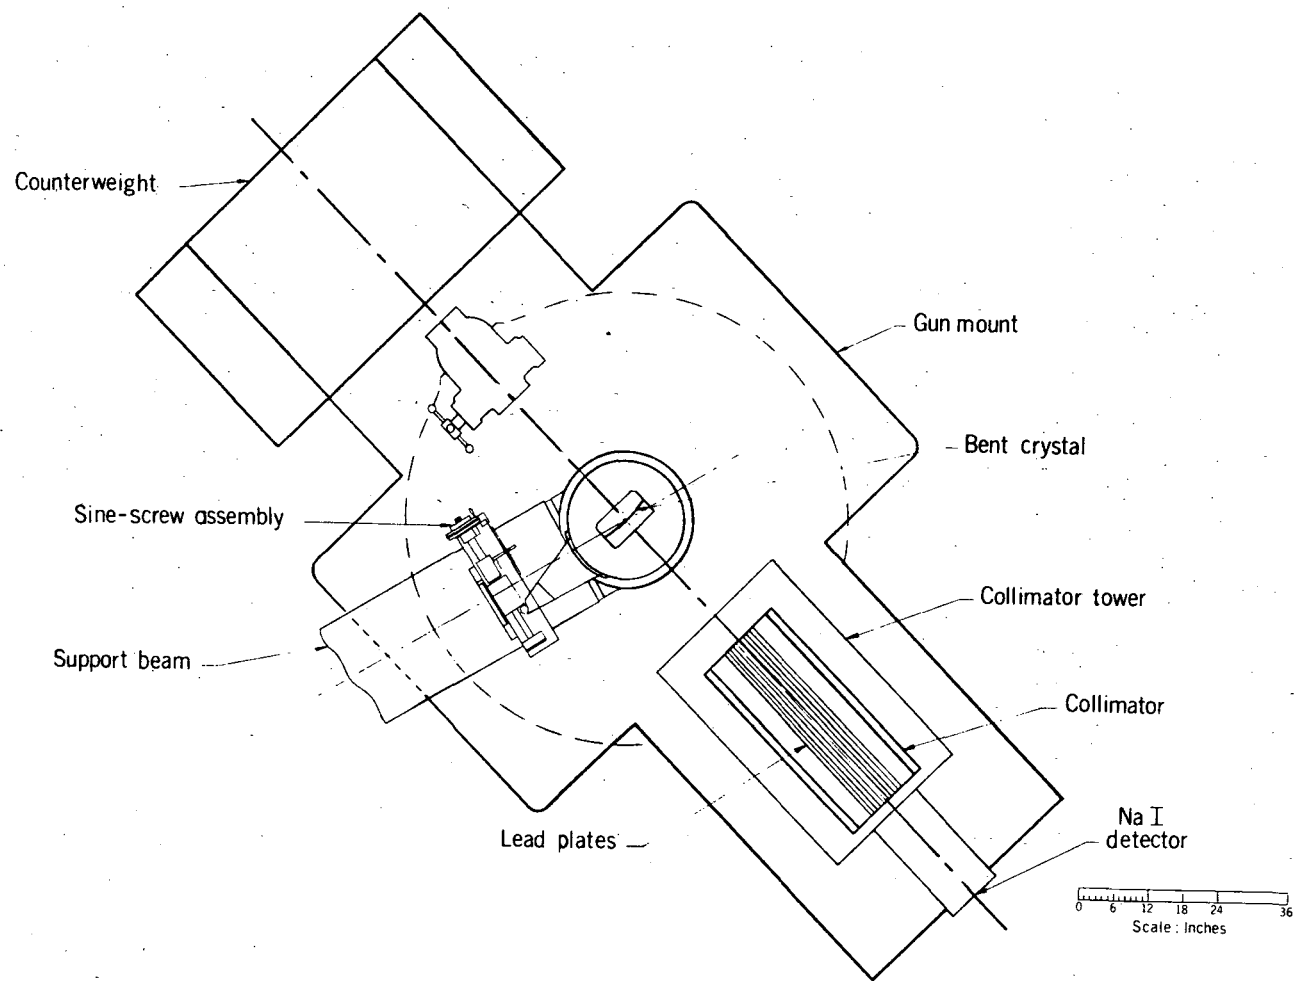 Counterweight
Gun mount
Bent crystal
Sine-screw assembly
Collimator tower
Support beam
Collimator
Lead plates
Na I
detector
0 6 12 18 24 36
Scale : Inches